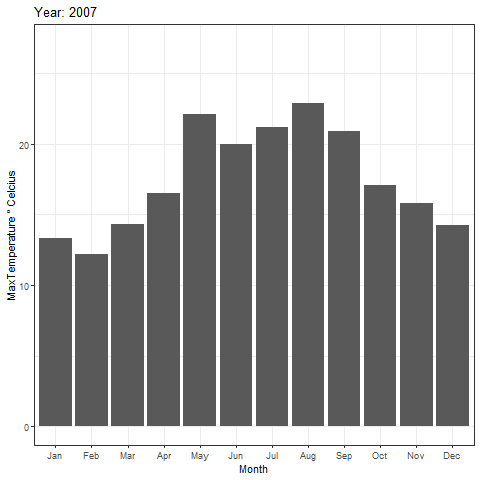 Year: 2007
MaxTemperature " Celcius
20
10
0
Jan Feb Mar Apr May Jun Jul Aug Sep Oct Nov Dec
Month